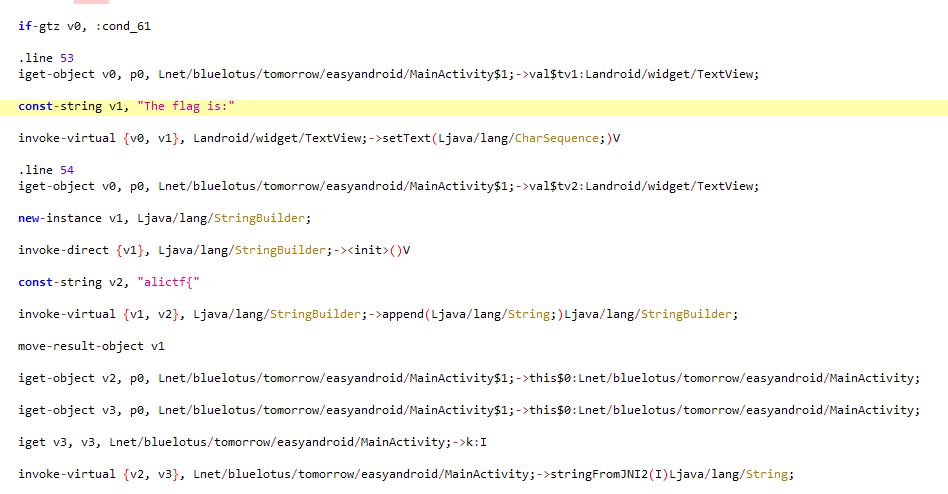 if-gtz v0, :cond_61
.line 53
iget-object v0, p0, Lnet/bluelotus/tomorrow/easyandroid/MainActivity$1;->val$tv1:Landroid/widget/TextView;
const-string v1, "The flag is:"
invoke-virtual {v0, v1}, Landroid/widget/TextView;->setText(Ljava/lang/CharSequence;)V
.line 54
iget-object v0, p0, Lnet/bluelotus/tomorrow/easyandroid/MainActivity$1;->val$tv2:Landroid/widget/TextView;
new-instance v1, Ljava/lang/StringBuilder;
invoke-direct {v1}, Ljava/lang/StringBuilder;-><init>()V
const-string v2, "alictf{"
invoke-virtual {v1, v2}, Ljava/lang/StringBuilder;->append(Ljava/lang/String;)Ljava/lang/StringBuilder;
move-result-object v1
iget-object v2, p0, Lnet/bluelotus/tomorrow/easyandroid/MainActivity$1;->this$0:Lnet/bluelotus/tomorrow/easyandroid/MainActivity;
iget-object v3, p0, Lnet/bluelotus/tomorrow/easyandroid/MainActivity$1;->this$0:Lnet/bluelotus/tomorrow/easyandroid/MainActivity;
iget v3, v3, Lnet/bluelotus/tomorrow/easyandroid/MainActivity;->k:I
invoke-virtual {v2, v3}, Lnet/bluelotus/tomorrow/easyandroid/MainActivity;->stringFromJNI2(I)Ljava/lang/String;